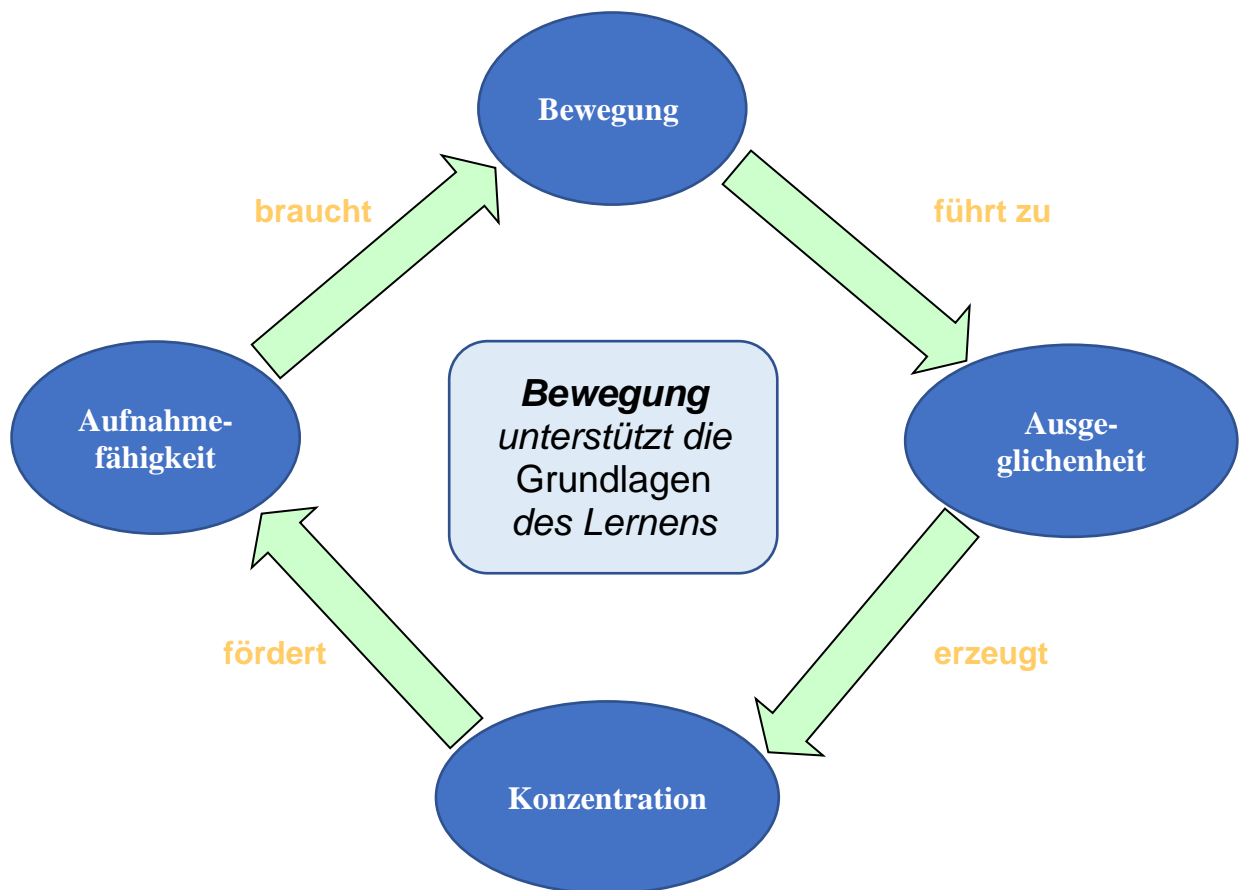 Bewegung
braucht
führt zu
Aufnahme-
fähigkeit
Bewegung
unterstützt die
Grundlagen
des Lernens
Ausge-
glichenheit
fördert
erzeugt
Konzentration